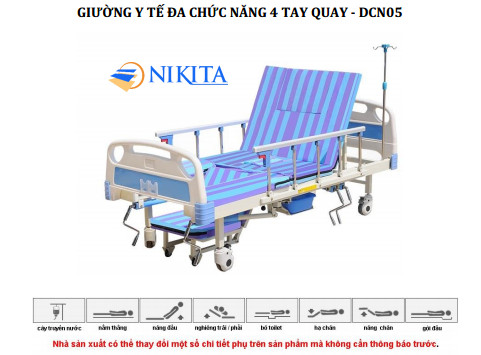 GIƯỜNG Y TẾ ĐA CHỨC NĂNG 4 TAY QUAY - DCN05
NIKITA
cây truyền nước nằm thẳng nâng đầu nghiêng trái / phải bô toilet hạ chân nâng chân gối đầu
Nhà sản xuất có thể thay đổi một số chi tiết phụ trên sản phẩm mà không cần thông báo trước.